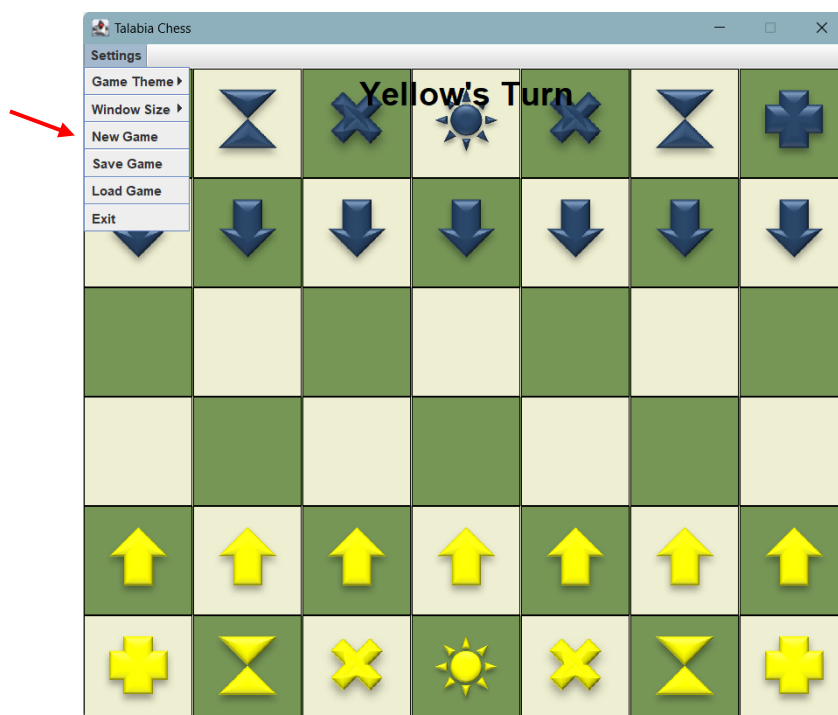 Talabia Chess
Settings
Yellow's Turn
Game Theme
Window Size
New Game
Save Game
Load Game
Exit